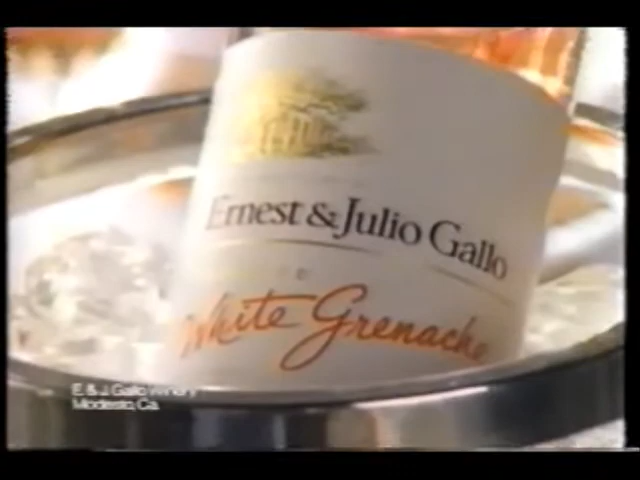 Ernest & Julio Gallo
White Grenache
E. & J. Gallo Winery
Modesto, Ca.